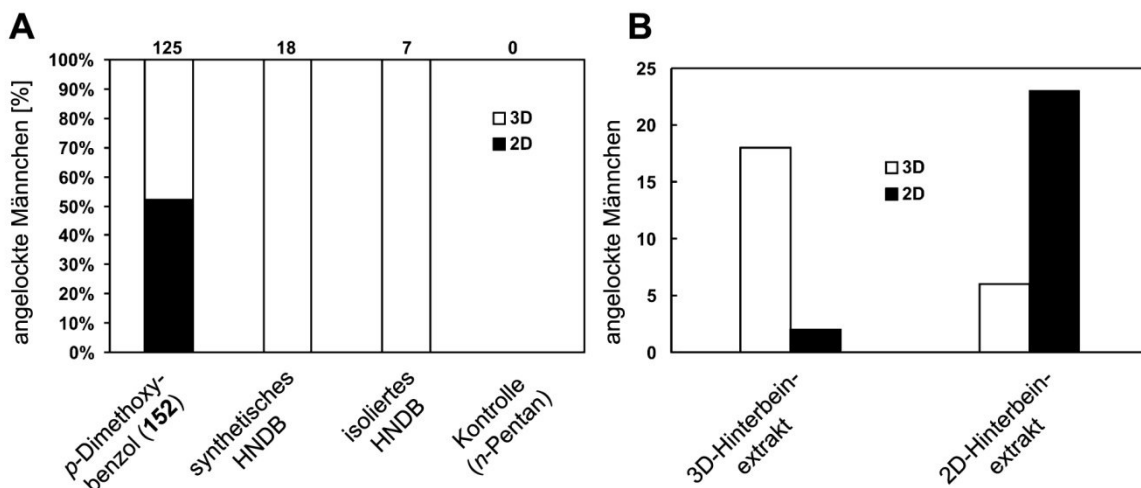 A
125 18 7 0
angelockte Männchen [%]
100%
90%
80%
70%
60%
50%
40%
30%
20%
10%
0%
3D
2D
p-Dimethoxy-
benzol (152)
synthetisches
HNDB
isoliertes
HNDB
Kontrolle
(n-Pentan)
B
angelockte Männchen
25
20
15
10
5
0
3D
2D
3D-Hinterbein-
extrakt
2D-Hinterbein-
extrakt